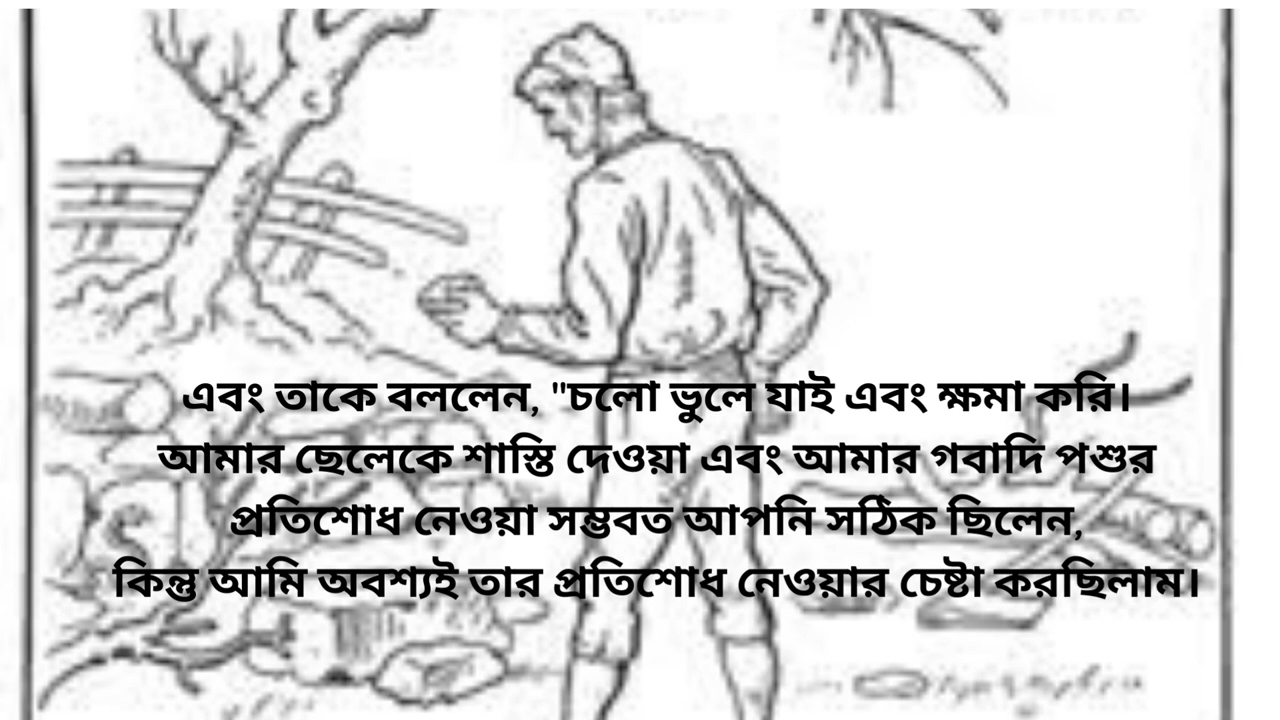 এবং তাকে বললেন, "চলো ভুলে যাই এবং ক্ষমা করি।
আমার ছেলেকে শাস্তি দেওয়া এবং আমার গবাদি পশুর
প্রতিশোধ নেওয়া সম্ভবত আপনি সঠিক ছিলেন,
কিন্তু আমি অবশ্যই তার প্রতিশোধ নেওয়ার চেষ্টা করছিলাম।